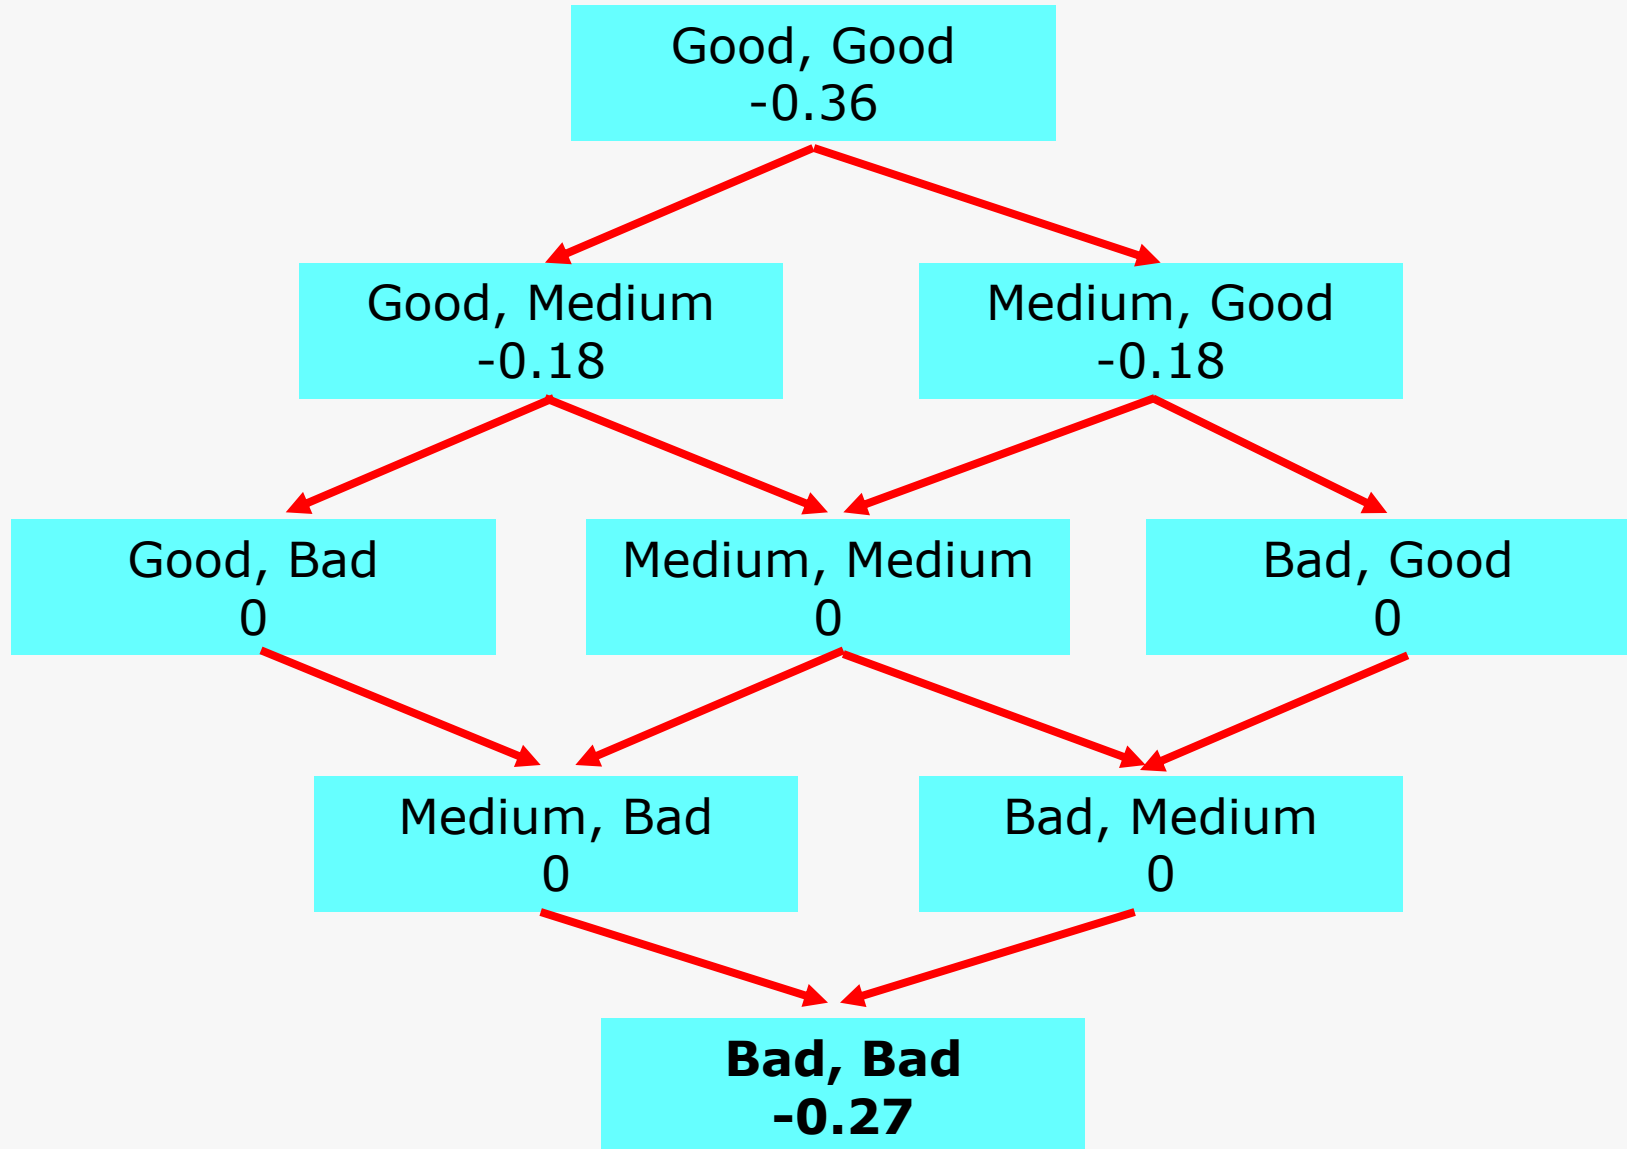 Good, Good
-0.36
Good, Medium
-0.18
Medium, Good
-0.18
Good, Bad
0
Medium, Medium
0
Bad, Good
0
Medium, Bad
0
Bad, Medium
0
Bad, Bad
-0.27